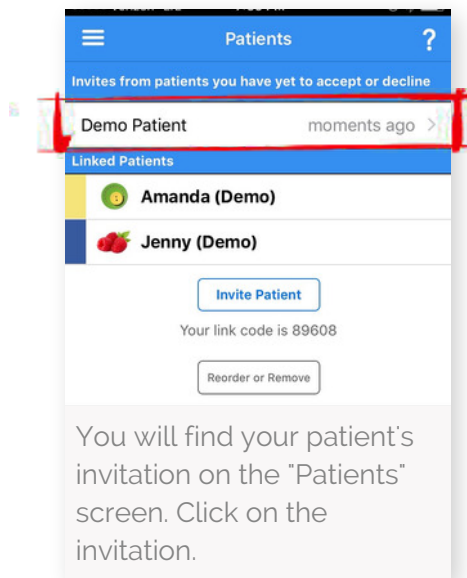 Patients
?
Invites from patients you have yet to accept or decline
Demo Patient moments ago >
Linked Patients
Amanda (Demo)
Jenny (Demo)
Invite Patient
Your link code is 89608
Reorder or Remove
You will find your patient's
invitation on the "Patients"
screen. Click on the
invitation.